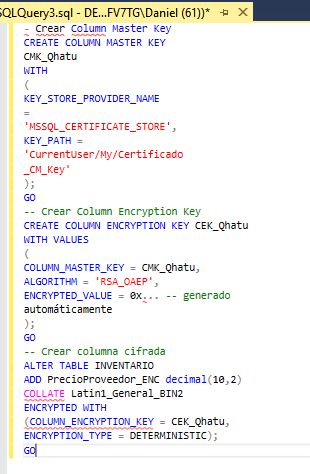 SQLQuery3.sql - DE...FV7TG\Daniel (61))*
- Crear Column Master Key
CREATE COLUMN MASTER KEY
CMK_Qhatu
WITH
(
KEY_STORE_PROVIDER_NAME
=
'MSSQL_CERTIFICATE_STORE',
KEY_PATH =
'CurrentUser/My/Certificado
_CM_Key'
);
GO
-- Crear Column Encryption Key
CREATE COLUMN ENCRYPTION KEY CEK_Qhatu
WITH VALUES
(
COLUMN_MASTER_KEY = CMK_Qhatu,
ALGORITHM = 'RSA_OAEP',
ENCRYPTED_VALUE = 0x... -- generado
automáticamente
);
GO
-- Crear columna cifrada
ALTER TABLE INVENTARIO
ADD PrecioProveedor_ENC decimal(10,2)
COLLATE Latin1_General_BIN2
ENCRYPTED WITH
(COLUMN_ENCRYPTION_KEY = CEK_Qhatu,
ENCRYPTION_TYPE = DETERMINISTIC);
GO